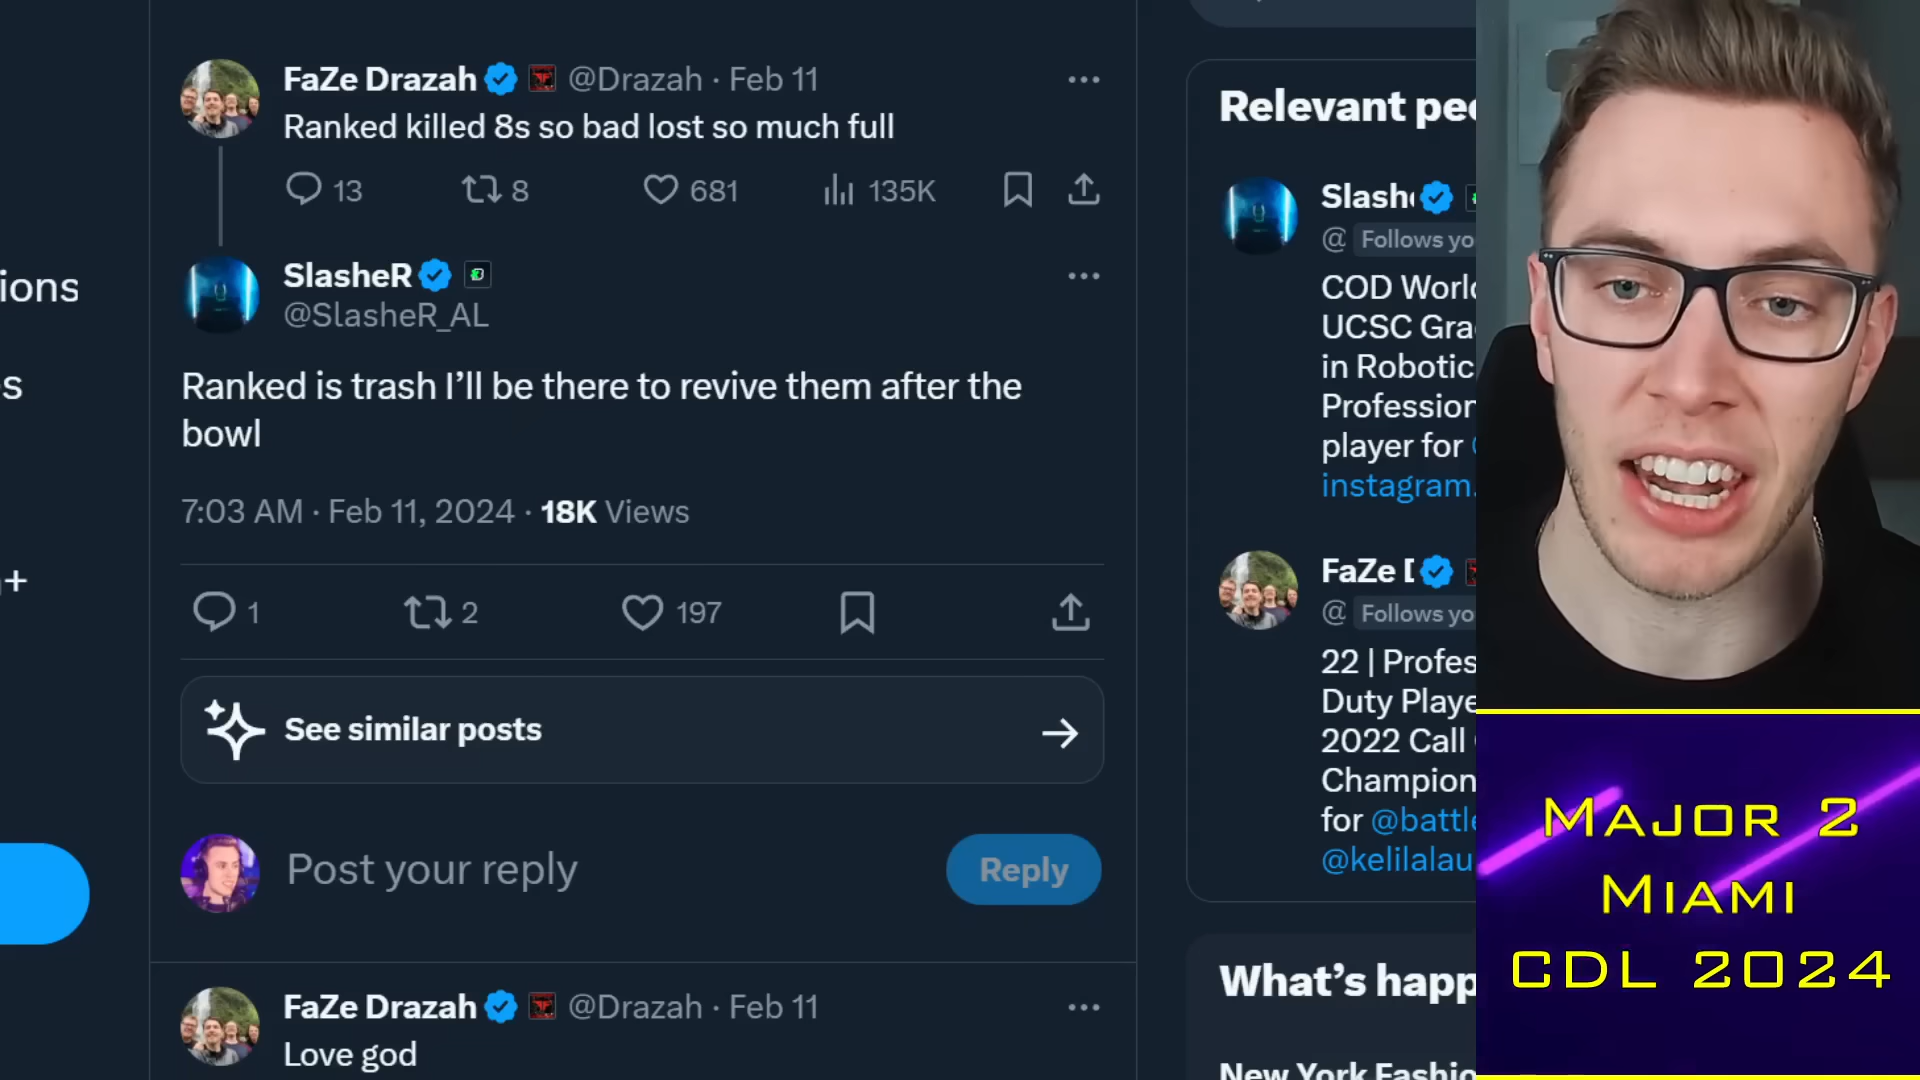 FaZe Drazah @Drazah · Feb 11
Ranked killed 8s so bad lost so much full
13 8 681 135K
SlasheR
@SlasheR_AL
Ranked is trash I’ll be there to revive them after the
bowl
7:03 AM · Feb 11, 2024 · 18K Views
1 2 197
See similar posts
Post your reply
Reply
FaZe Drazah @Drazah · Feb 11
Love god
ions
s
+
Relevant pe
Slash
@ Follows yo
COD World
UCSC Gra
in Robotic
Profession
player for
instagram.
FaZe D
@ Follows yo
22 | Profes
Duty Playe
2022 Call
Champion
for @battle
@kelilalau
What’s happ
New York Fashio
MAJOR 2
MIAMI
CDL 2024